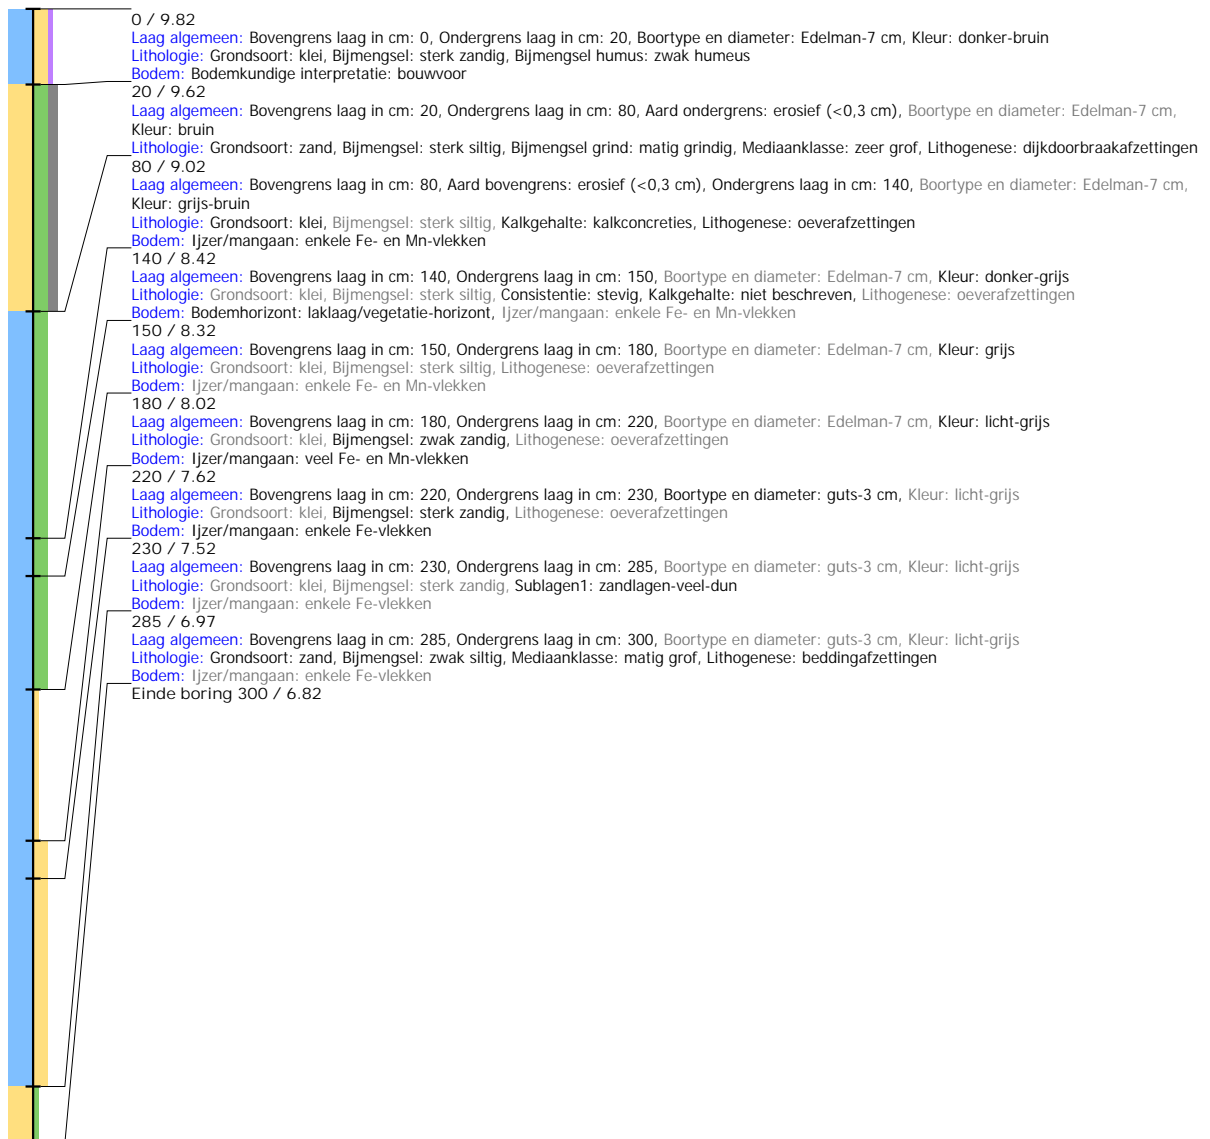 0 / 9.82
Laag algemeen: Bovengrens laag in cm: 0, Ondergrens laag in cm: 20, Boortype en diameter: Edelman-7 cm, Kleur: donker-bruin
Lithologie: Grondsoort: klei, Bijmengsel: sterk zandig, Bijmengsel humus: zwak humeus
Bodem: Bodemkundige interpretatie: bouwvoor
20 / 9.62
Laag algemeen: Bovengrens laag in cm: 20, Ondergrens laag in cm: 80, Aard ondergrens: erosief (<0,3 cm), Boortype en diameter: Edelman-7 cm,
Kleur: bruin
Lithologie: Grondsoort: zand, Bijmengsel: sterk siltig, Bijmengsel grind: matig grindig, Mediaanklasse: zeer grof, Lithogenese: dijkdoorbraakafzettingen
80 / 9.02
Laag algemeen: Bovengrens laag in cm: 80, Aard bovengrens: erosief (<0,3 cm), Ondergrens laag in cm: 140, Boortype en diameter: Edelman-7 cm,
Kleur: grijs-bruin
Lithologie: Grondsoort: klei, Bijmengsel: sterk siltig, Kalkgehalte: kalkconcreties, Lithogenese: oeverafzettingen
Bodem: Ijzer/mangaan: enkele Fe- en Mn-vlekken
140 / 8.42
Laag algemeen: Bovengrens laag in cm: 140, Ondergrens laag in cm: 150, Boortype en diameter: Edelman-7 cm, Kleur: donker-grijs
Lithologie: Grondsoort: klei, Bijmengsel: sterk siltig, Consistentie: stevig, Kalkgehalte: niet beschreven, Lithogenese: oeverafzettingen
Bodem: Bodemhorizont: laklaag/vegetatie-horizont, Ijzer/mangaan: enkele Fe- en Mn-vlekken
150 / 8.32
Laag algemeen: Bovengrens laag in cm: 150, Ondergrens laag in cm: 180, Boortype en diameter: Edelman-7 cm, Kleur: grijs
Lithologie: Grondsoort: klei, Bijmengsel: sterk siltig, Lithogenese: oeverafzettingen
Bodem: Ijzer/mangaan: enkele Fe- en Mn-vlekken
180 / 8.02
Laag algemeen: Bovengrens laag in cm: 180, Ondergrens laag in cm: 220, Boortype en diameter: Edelman-7 cm, Kleur: licht-grijs
Lithologie: Grondsoort: klei, Bijmengsel: zwak zandig, Lithogenese: oeverafzettingen
Bodem: Ijzer/mangaan: veel Fe- en Mn-vlekken
220 / 7.62
Laag algemeen: Bovengrens laag in cm: 220, Ondergrens laag in cm: 230, Boortype en diameter: guts-3 cm, Kleur: licht-grijs
Lithologie: Grondsoort: klei, Bijmengsel: sterk zandig, Lithogenese: oeverafzettingen
Bodem: Ijzer/mangaan: enkele Fe-vlekken
230 / 7.52
Laag algemeen: Bovengrens laag in cm: 230, Ondergrens laag in cm: 285, Boortype en diameter: guts-3 cm, Kleur: licht-grijs
Lithologie: Grondsoort: klei, Bijmengsel: sterk zandig, Sublagen1: zandlagen-veel-dun
Bodem: Ijzer/mangaan: enkele Fe-vlekken
285 / 6.97
Laag algemeen: Bovengrens laag in cm: 285, Ondergrens laag in cm: 300, Boortype en diameter: guts-3 cm, Kleur: licht-grijs
Lithologie: Grondsoort: zand, Bijmengsel: zwak siltig, Mediaanklasse: matig grof, Lithogenese: beddingafzettingen
Bodem: Ijzer/mangaan: enkele Fe-vlekken
Einde boring 300 / 6.82